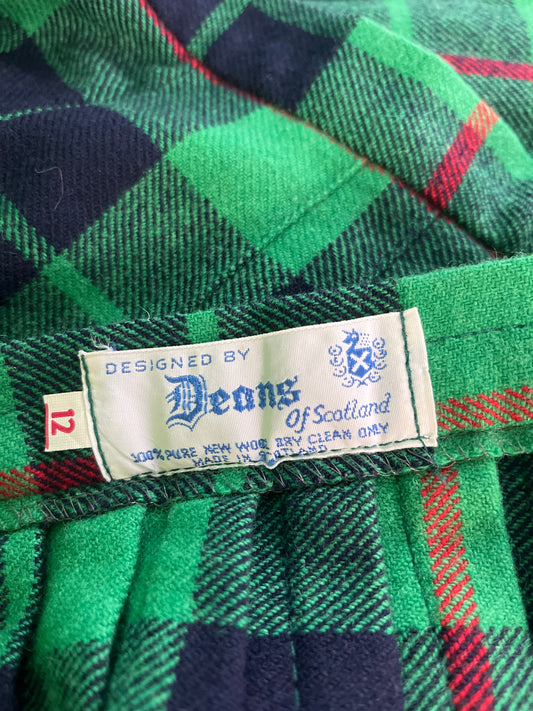 DESIGNED BY
Deans
Of Scotland
100% PURE NEW WOOL DRY CLEAN ONLY
MADE IN SCOTLAND
12